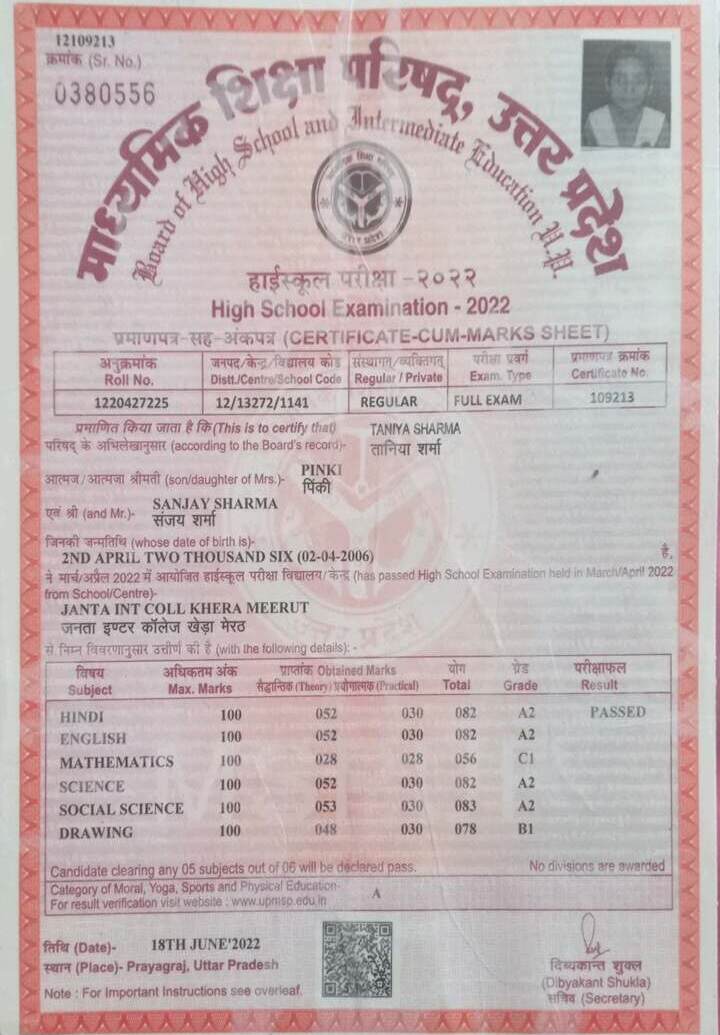 12109213
क्रमांक (Sr. No.)
0380556
माध्यमिक शिक्षा परिषद्, उत्तर प्रदेश
Board of High School and Intermediate Education U.P.
हाईस्कूल परीक्षा -२०२२
High School Examination - 2022
प्रमाणपत्र-सह-अंकपत्र (CERTIFICATE-CUM-MARKS SHEET)
अनुक्रमांक जनपद/केन्द्र/विद्यालय कोड संस्थागत/व्यक्तिगत् परीक्षा प्रवर्ग प्रमाणपत्र क्रमांक
Roll No. Distt./Centre/School Code Regular / Private Exam. Type Certificate No.
1220427225 12/13272/1141 REGULAR FULL EXAM 109213
प्रमाणित किया जाता है कि(This is to certify that) TANIYA SHARMA
परिषद् के अभिलेखानुसार (according to the Board's record)- तानिया शर्मा
आत्मज/आत्मजा श्रीमती (son/daughter of Mrs.)- PINKI
पिंकी
एवं श्री (and Mr.)- SANJAY SHARMA
संजय शर्मा
जिनकी जन्मतिथि (whose date of birth is)-
2ND APRIL TWO THOUSAND SIX (02-04-2006) है,
ने मार्च/अप्रैल 2022 में आयोजित हाईस्कूल परीक्षा विद्यालय/केन्द्र (has passed High School Examination held in March/April 2022
from School/Centre)-
JANTA INT COLL KHERA MEERUT
जनता इण्टर कॉलेज खेड़ा मेरठ
से निम्न विवरणानुसार उत्तीर्ण की है (with the following details): -
विषय अधिकतम अंक प्राप्तांक Obtained Marks योग ग्रेड परीक्षाफल
Subject Max. Marks सैद्धान्तिक (Theory) प्रयोगात्मक (Practical) Total Grade Result
HINDI 100 052 030 082 A2 PASSED
ENGLISH 100 052 030 082 A2
MATHEMATICS 100 028 028 056 C1
SCIENCE 100 052 030 082 A2
SOCIAL SCIENCE 100 053 030 083 A2
DRAWING 100 048 030 078 B1
Candidate clearing any 05 subjects out of 06 will be declared pass. No divisions are awarded
Category of Moral, Yoga, Sports and Physical Education- A
For result verification visit website : www.upmsp.edu.in
तिथि (Date)- 18TH JUNE'2022
स्थान (Place)- Prayagraj, Uttar Pradesh
Note : For Important Instructions see overleaf.
दिब्यकान्त शुक्ल
(Dibyakant Shukla)
सचिव (Secretary)